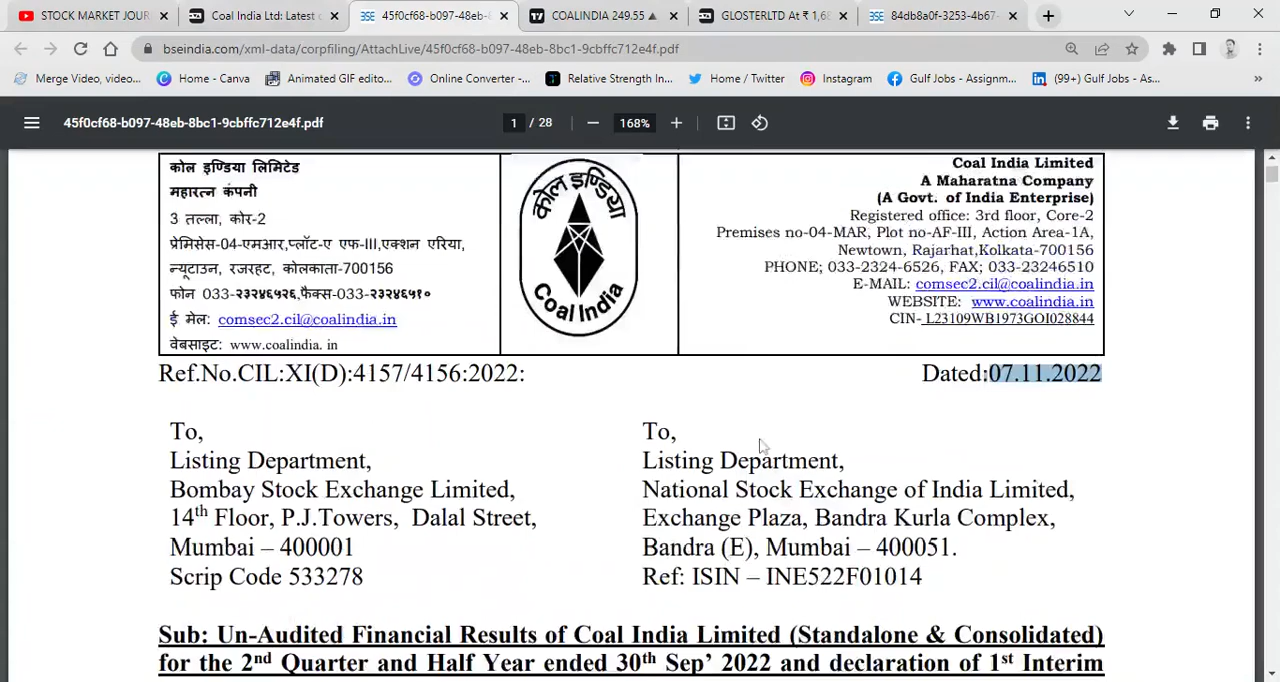 STOCK MARKET JOUR
Coal India Ltd: Latest
45f0cf68-b097-48eb-
COALINDIA 249.55 ▲
GLOSTERLTD At ₹ 1,68
84db8a0f-3253-4b67-
bseindia.com/xml-data/corpfiling/AttachLive/45f0cf68-b097-48eb-8bc1-9cbffc712e4f.pdf
Merge Video, video...
Home - Canva
Animated GIF edito...
Online Converter -...
Relative Strength In...
Home / Twitter
Instagram
Gulf Jobs - Assignm...
(99+) Gulf Jobs - As...
45f0cf68-b097-48eb-8bc1-9cbffc712e4f.pdf
1 / 28
168%
कोल इण्डिया लिमिटेड
महारत्न कंपनी
3 तल्ला, कोर-2
प्रेमिसेस-04-एमआर,प्लॉट-ए एफ-III,एक्शन एरिया,
न्यूटाउन, रजरहट, कोलकाता-700156
फोन 033-२३२४६५२६,फैक्स-033-२३२४६५१०
ई मेल: comsec2.cil@coalindia.in
वेबसाइट: www.coalindia. in
कोल इण्डिया
Coal India
Coal India Limited
A Maharatna Company
(A Govt. of India Enterprise)
Registered office: 3rd floor, Core-2
Premises no-04-MAR, Plot no-AF-III, Action Area-1A,
Newtown, Rajarhat,Kolkata-700156
PHONE; 033-2324-6526, FAX; 033-23246510
E-MAIL: comsec2.cil@coalindia.in
WEBSITE: www.coalindia.in
CIN- L23109WB1973GOI028844
Ref.No.CIL:XI(D):4157/4156:2022:
Dated:07.11.2022
To,
Listing Department,
Bombay Stock Exchange Limited,
14th Floor, P.J.Towers, Dalal Street,
Mumbai – 400001
Scrip Code 533278
To,
Listing Department,
National Stock Exchange of India Limited,
Exchange Plaza, Bandra Kurla Complex,
Bandra (E), Mumbai – 400051.
Ref: ISIN – INE522F01014
Sub: Un-Audited Financial Results of Coal India Limited (Standalone & Consolidated)
for the 2nd Quarter and Half Year ended 30th Sep’ 2022 and declaration of 1st Interim